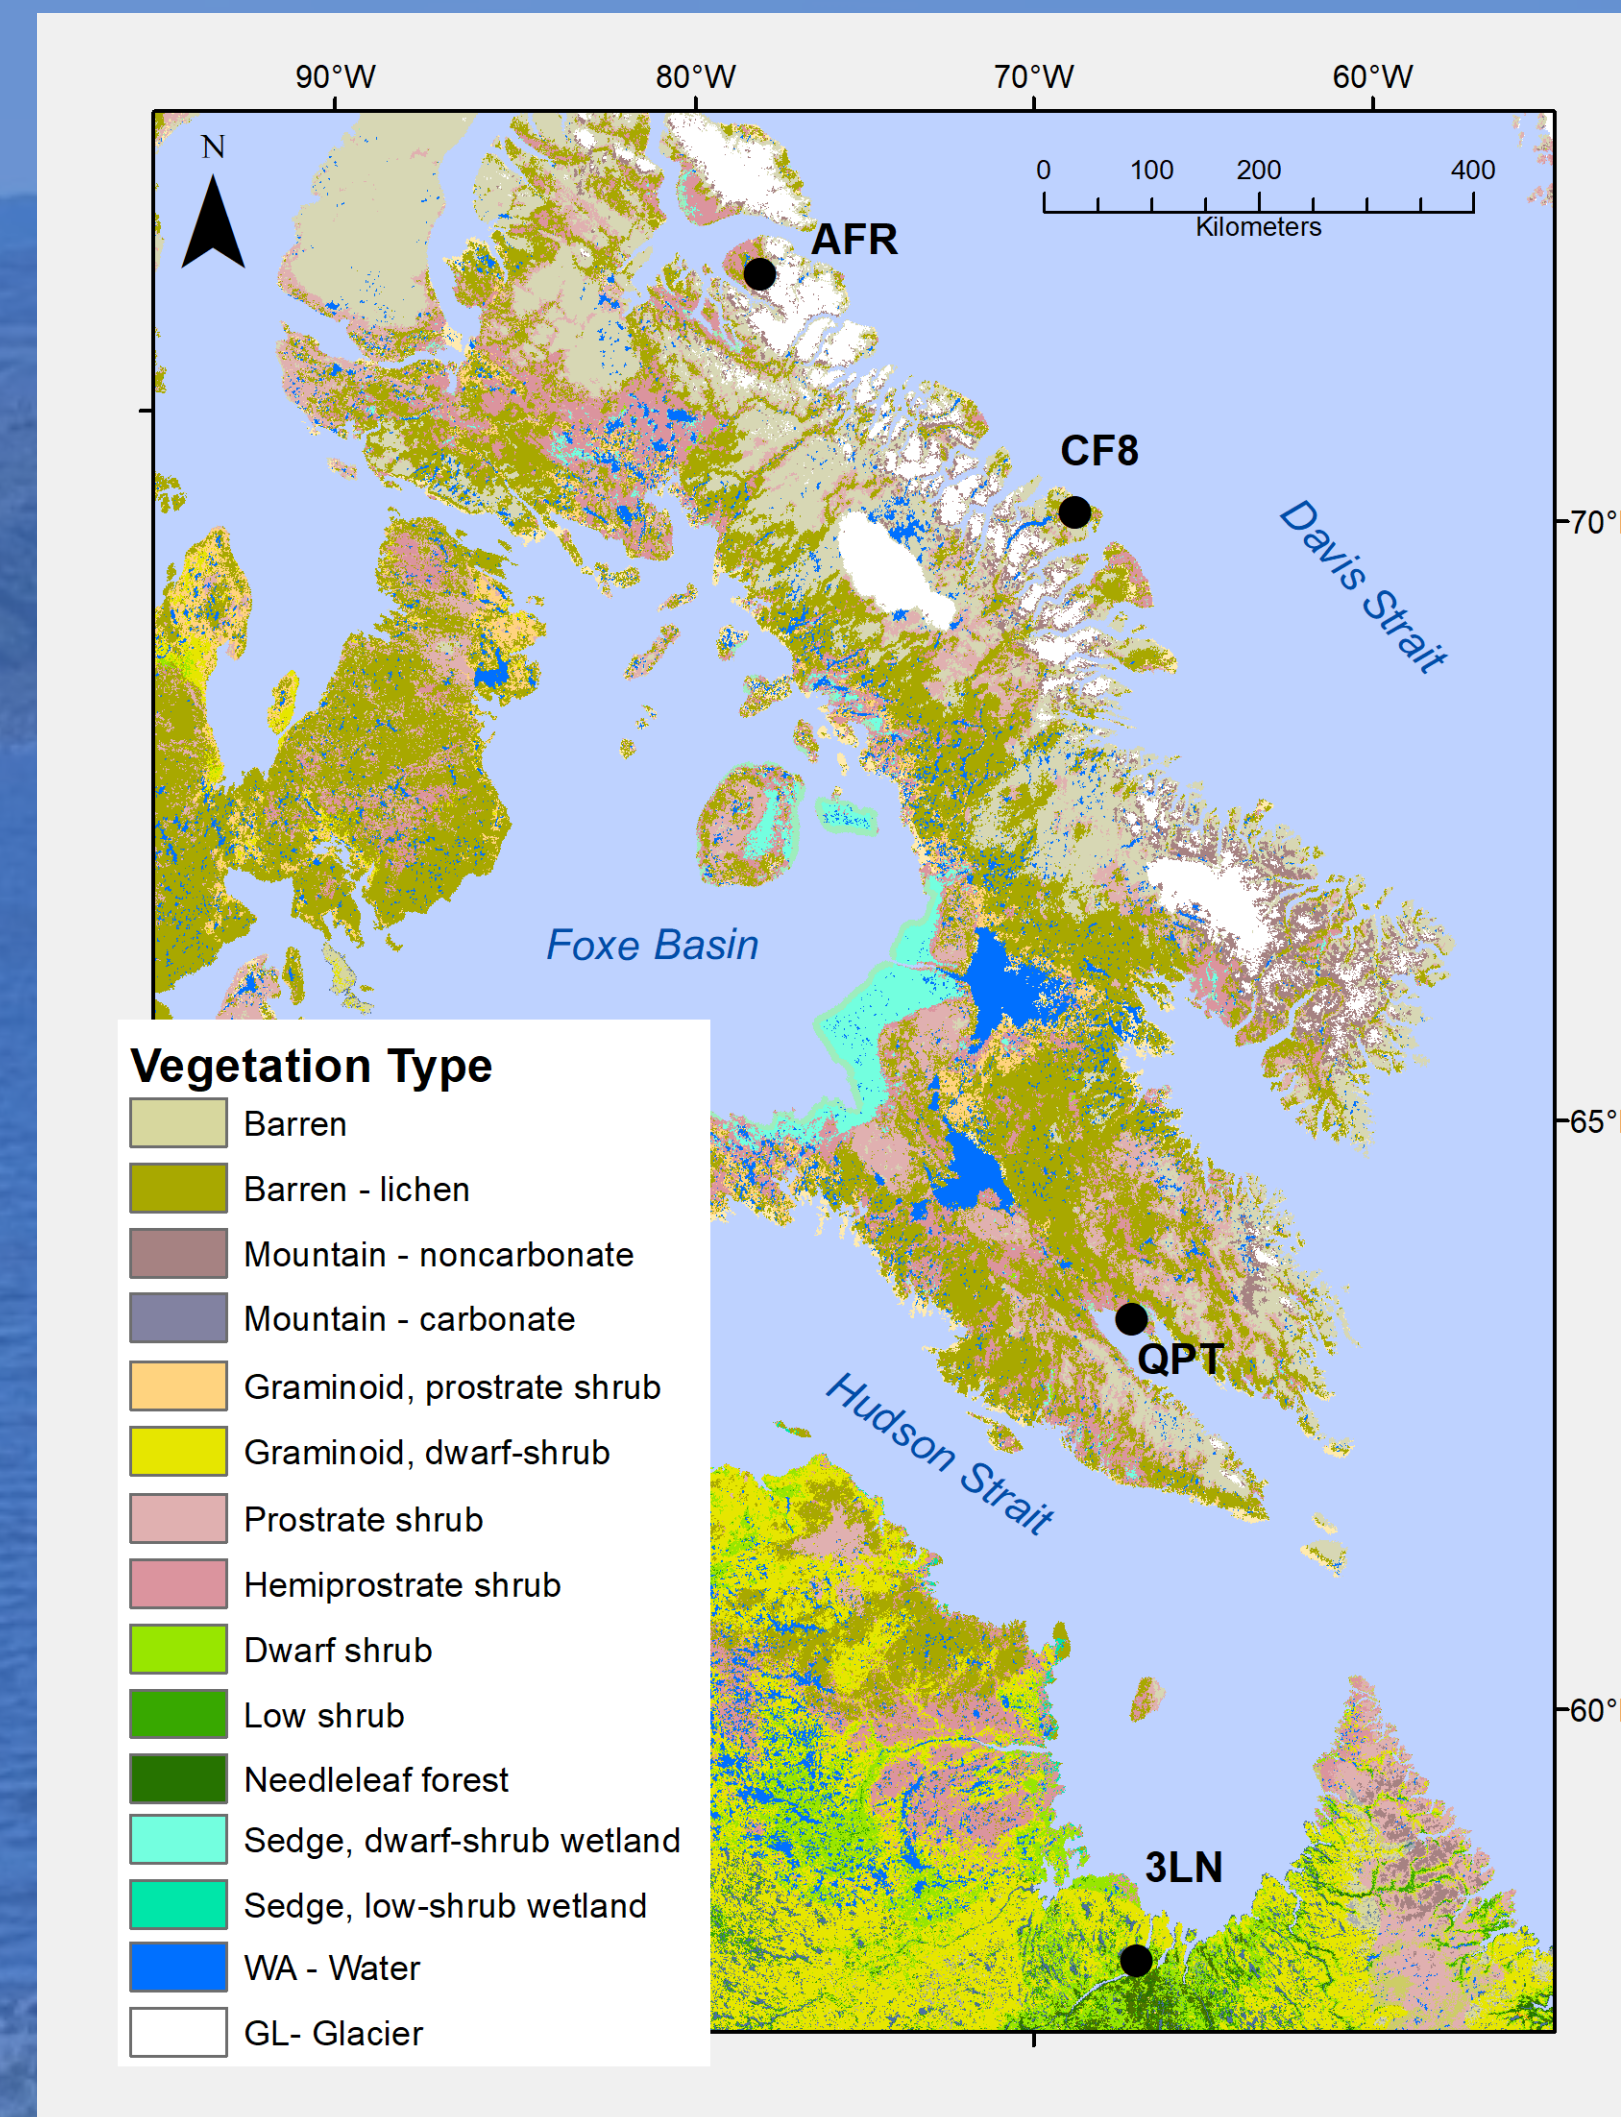 90°W 80°W 70°W 60°W
N
0 100 200 400
Kilometers
AFR
CF8
70°
Davis Strait
Foxe Basin
Vegetation Type
Barren
65°
Barren - lichen
Mountain - noncarbonate
Mountain - carbonate
QPT
Graminoid, prostrate shrub
Hudson Strait
Graminoid, dwarf-shrub
Prostrate shrub
Hemiprostrate shrub
Dwarf shrub
Low shrub
60°
Needleleaf forest
Sedge, dwarf-shrub wetland
3LN
Sedge, low-shrub wetland
WA - Water
GL- Glacier